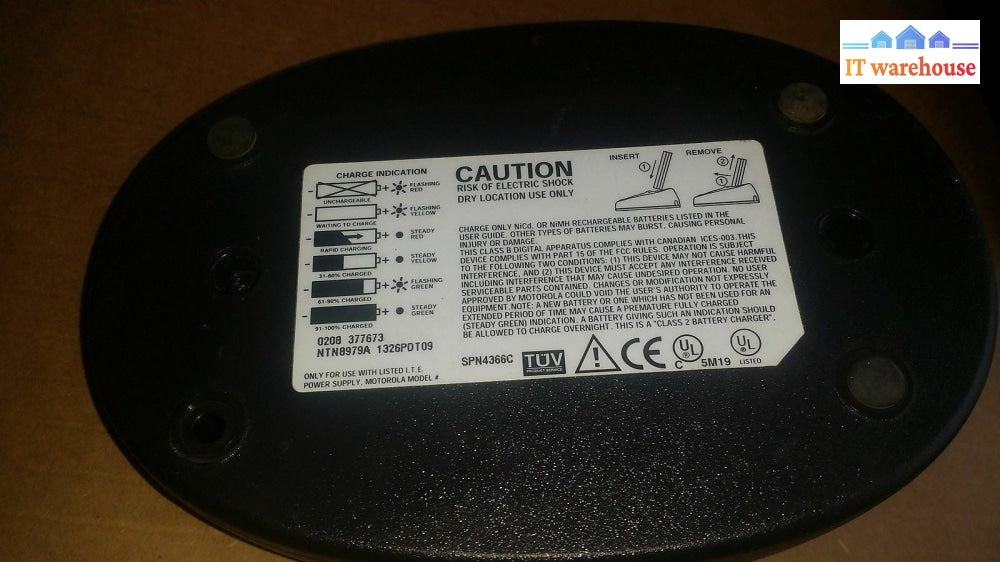 IT warehouse
CHARGE INDICATION
- + FLASHING
RED
UNCHARGEABLE
- + FLASHING
YELLOW
WAITING TO CHARGE
- + STEADY
RED
RAPID CHARGING
- + STEADY
YELLOW
31-60% CHARGED
- + FLASHING
GREEN
61-90% CHARGED
- + STEADY
GREEN
91-100% CHARGED
0208 377673
NTN8979A 1326PDT09
ONLY FOR USE WITH LISTED I.T.E.
POWER SUPPLY, MOTOROLA MODEL #
CAUTION
RISK OF ELECTRIC SHOCK
DRY LOCATION USE ONLY
INSERT
1
REMOVE
2
1
CHARGE ONLY NiCd, OR NiMH RECHARGEABLE BATTERIES LISTED IN THE
USER GUIDE. OTHER TYPES OF BATTERIES MAY BURST, CAUSING PERSONAL
INJURY OR DAMAGE.
THIS CLASS B DIGITAL APPARATUS COMPLIES WITH CANADIAN ICES-003.THIS
DEVICE COMPLIES WITH PART 15 OF THE FCC RULES. OPERATION IS SUBJECT
TO THE FOLLOWING TWO CONDITIONS: (1) THIS DEVICE MAY NOT CAUSE HARMFUL
INTERFERENCE, AND (2) THIS DEVICE MUST ACCEPT ANY INTERFERENCE RECEIVED
INCLUDING INTERFERENCE THAT MAY CAUSE UNDESIRED OPERATION. NO USER
SERVICEABLE PARTS CONTAINED. CHANGES OR MODIFICATION NOT EXPRESSLY
APPROVED BY MOTOROLA COULD VOID THE USER'S AUTHORITY TO OPERATE THE
EQUIPMENT NOTE: A NEW BATTERY OR ONE WHICH HAS NOT BEEN USED FOR AN
EXTENDED PERIOD OF TIME MAY CAUSE A PREMATURE FULLY CHARGED
(STEADY GREEN) INDICATION. A BATTERY GIVING SUCH AN INDICATION SHOULD
BE ALLOWED TO CHARGE OVERNIGHT. THIS IS A "CLASS 2 BATTERY CHARGER".
SPN4366C
TÜV
PRODUCT SERVICE
CE
C UL
5M19
UL
LISTED